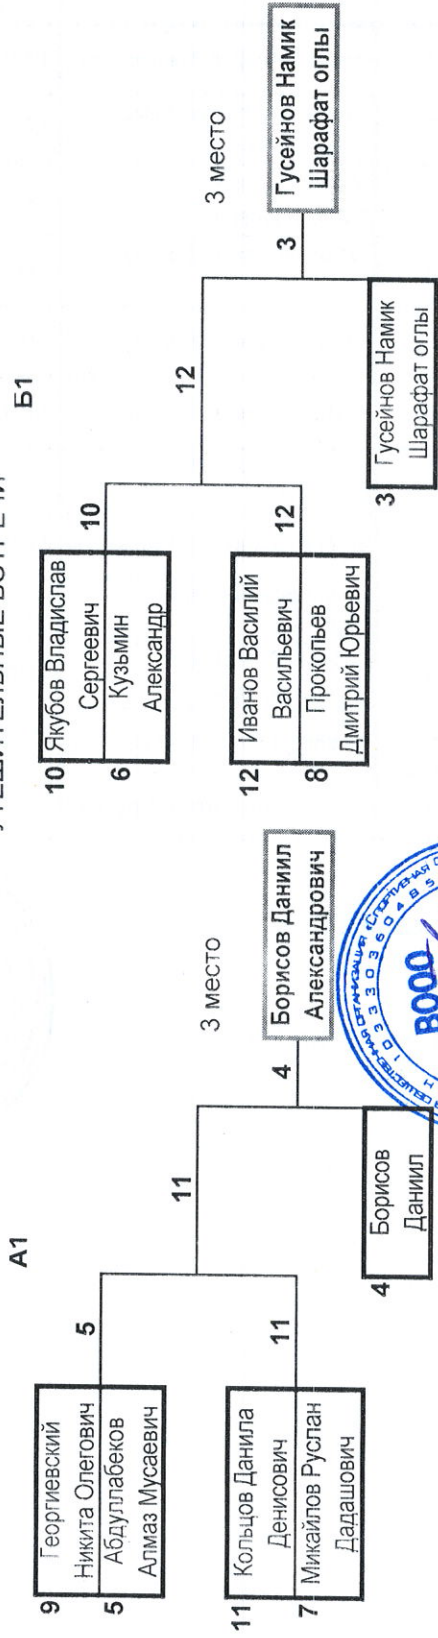 А1
9
Георгиевский
Никита Олегович
5
Абдуллабеков
Алмаз Мусаевич
5
11
Кольцов Данила
Денисович
7
Микайлов Руслан
Дадашович
11
11
4
Борисов
Даниил
4
3 место
Борисов Даниил
Александрович
Б1
10
Якубов Владислав
Сергеевич
6
Кузьмин
Александр
10
12
Иванов Василий
Васильевич
8
Прокопьев
Дмитрий Юрьевич
12
12
3
Гусейнов Намик
Шарафат оглы
3
3 место
Гусейнов Намик
Шарафат оглы
ВООО